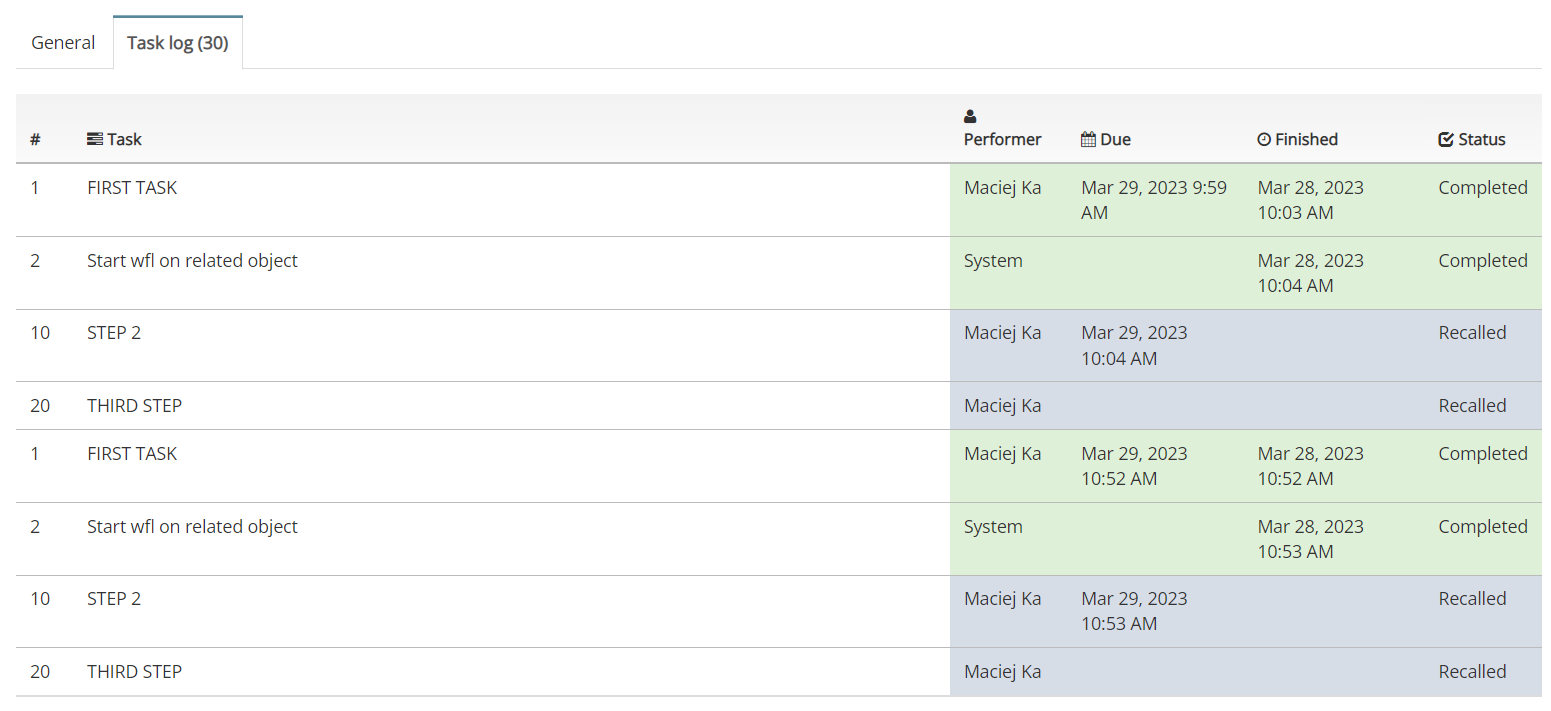 General
Task log (30)
# Task Performer Due Finished Status
1 FIRST TASK Maciej Ka Mar 29, 2023 9:59 Mar 28, 2023 Completed
AM 10:03 AM
2 Start wfl on related object System Mar 28, 2023 Completed
10:04 AM
10 STEP 2 Maciej Ka Mar 29, 2023 Recalled
10:04 AM
20 THIRD STEP Maciej Ka Recalled
1 FIRST TASK Maciej Ka Mar 29, 2023 Mar 28, 2023 Completed
10:52 AM 10:52 AM
2 Start wfl on related object System Mar 28, 2023 Completed
10:53 AM
10 STEP 2 Maciej Ka Mar 29, 2023 Recalled
10:53 AM
20 THIRD STEP Maciej Ka Recalled